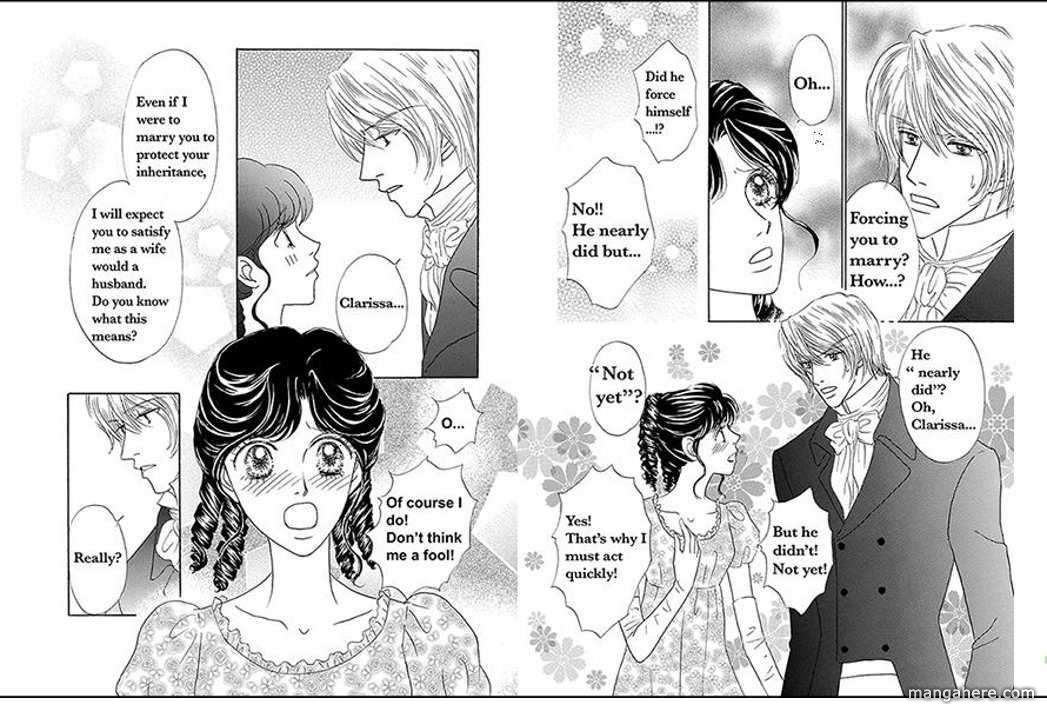 Forcing
you to
marry?
How...?
Oh...
Did he
force
himself
...!?
No!!
He nearly
did but...
He
“ nearly
did”?
Oh,
Clarissa...
But he
didn't!
Not yet!
“Not
yet”?
Yes!
That's why I
must act
quickly!
Clarissa...
Even if I
were to
marry you to
protect your
inheritance,
I will expect
you to satisfy
me as a wife
would a
husband.
Do you know
what this
means?
O...
Of course I
do!
Don't think
me a fool!
Really?
mangahere.com